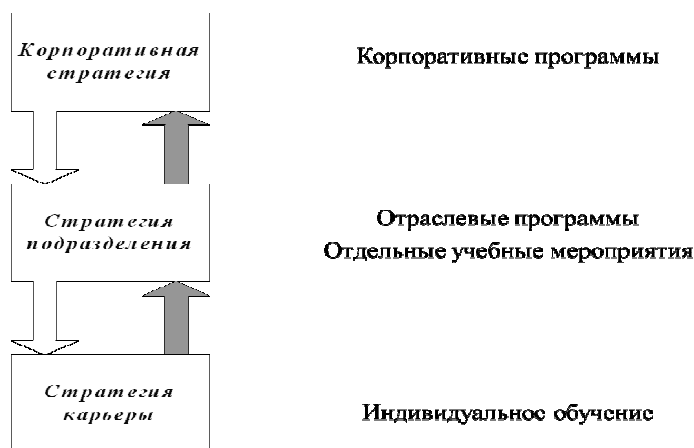 Корпоративная
стратегия
Корпоративные программы
Стратегия
подразделения
Отраслевые программы
Отдельные учебные мероприятия
Стратегия
карьеры
Индивидуальное обучение